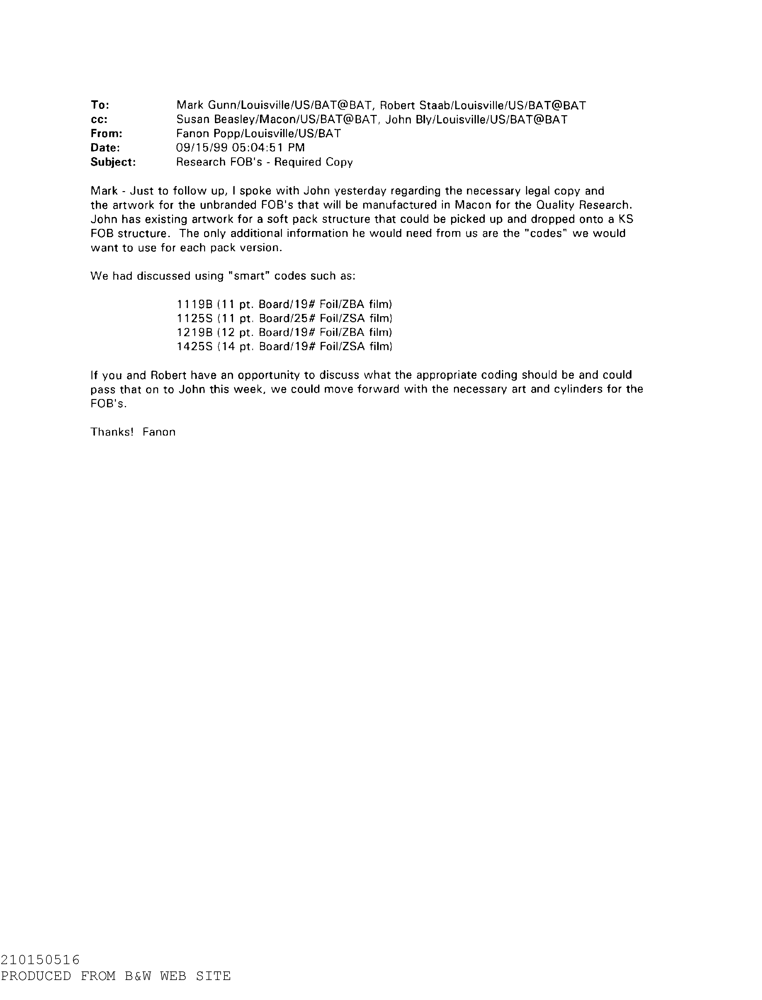 To: Mark Gunn/Louisville/US/BAT@BAT, Robert Staab/Louisville/US/BAT@BAT
cc: Susan Beasley/Macon/US/BAT@BAT, John Bly/Louisville/US/BAT@BAT
From: Fanon Popp/Louisville/US/BAT
Date: 09/15/99 05:04:51 PM
Subject: Research FOB's - Required Copy
Mark - Just to follow up, I spoke with John yesterday regarding the necessary legal copy and
the artwork for the unbranded FOB's that will be manufactured in Macon for the Quality Research.
John has existing artwork for a soft pack structure that could be picked up and dropped onto a KS
FOB structure. The only additional information he would need from us are the "codes" we would
want to use for each pack version.
We had discussed using "smart" codes such as:
1119B (11 pt. Board/19# Foil/ZBA film)
1125S (11 pt. Board/25# Foil/ZSA film)
1219B (12 pt. Board/19# Foil/ZBA film)
1425S (14 pt. Board/19# Foil/ZSA film)
If you and Robert have an opportunity to discuss what the appropriate coding should be and could
pass that on to John this week, we could move forward with the necessary art and cylinders for the
FOB's.
Thanks! Fanon
210150516
PRODUCED FROM B&W WEB SITE